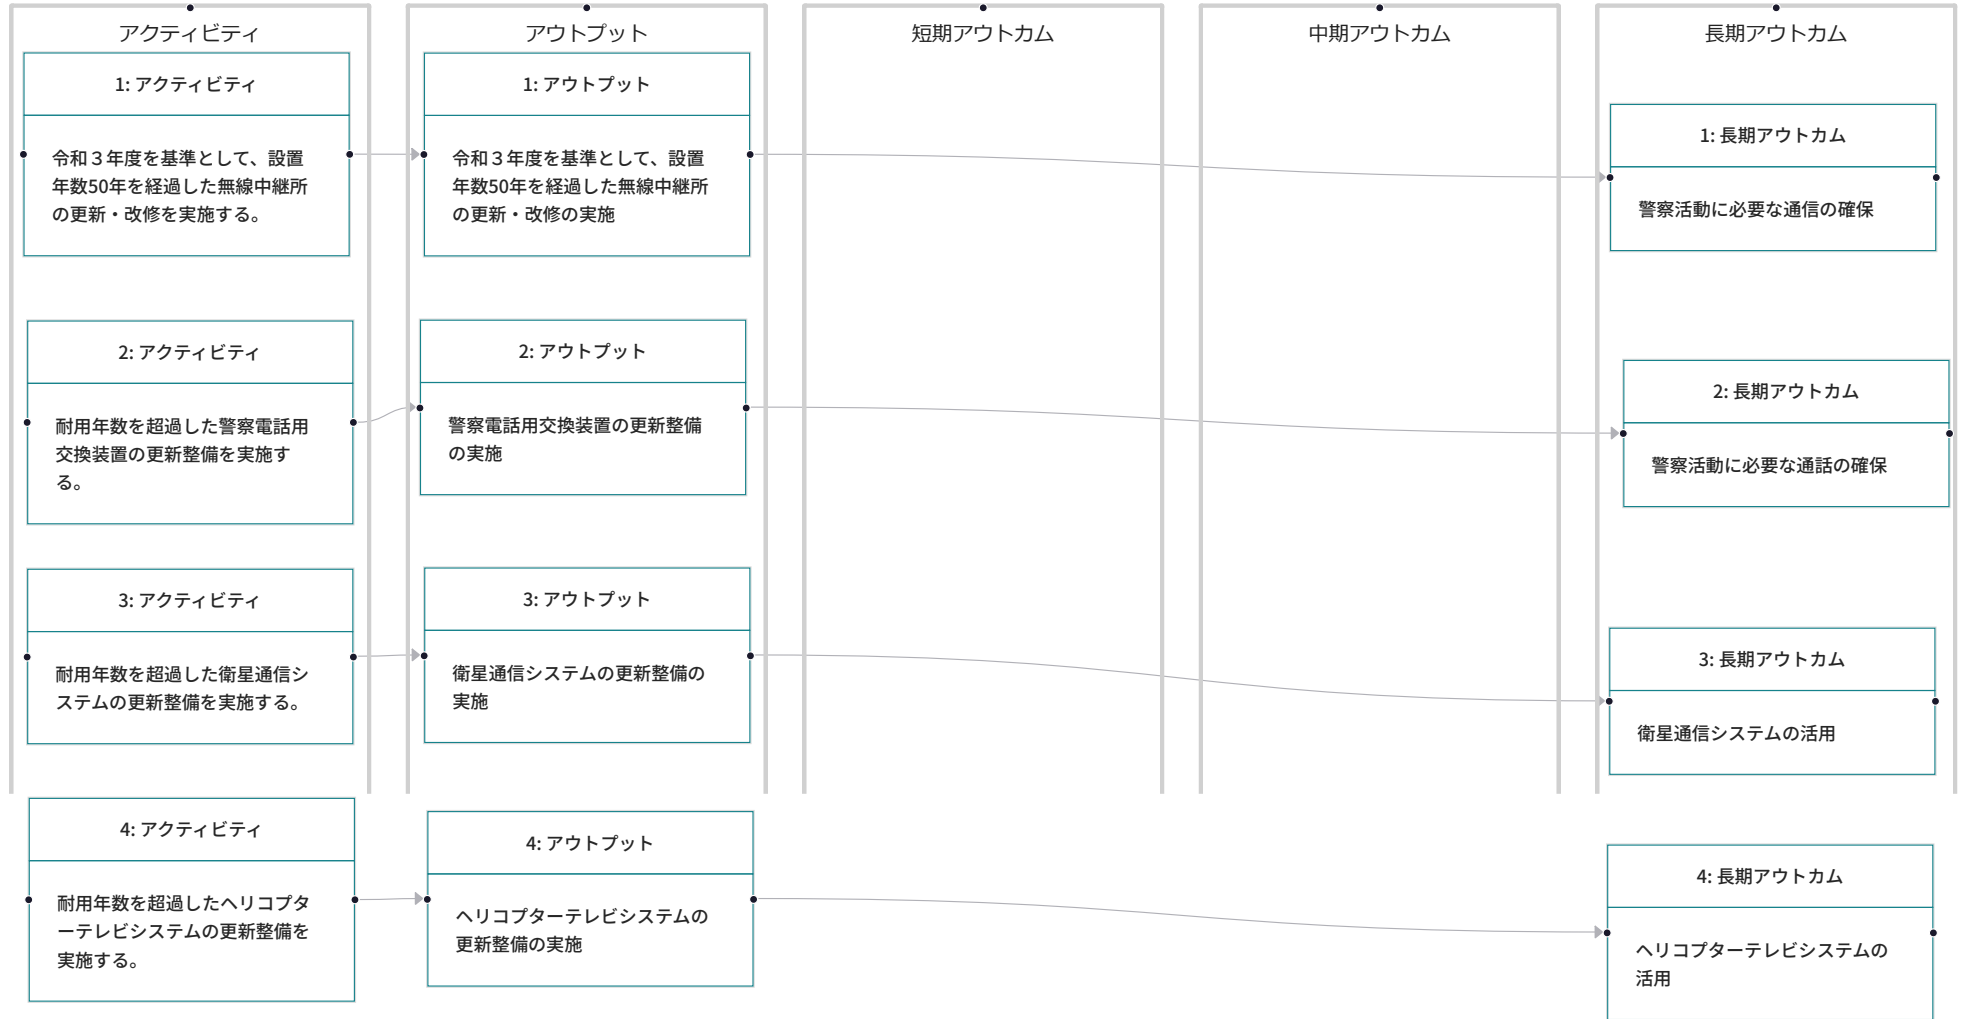 アクティビティ
アウトプット
短期アウトカム
中期アウトカム
長期アウトカム
1: アクティビティ
令和３年度を基準として、設置
年数50年を経過した無線中継所
の更新・改修を実施する。
1: アウトプット
令和３年度を基準として、設置
年数50年を経過した無線中継所
の更新・改修の実施
1: 長期アウトカム
警察活動に必要な通信の確保
2: アクティビティ
耐用年数を超過した警察電話用
交換装置の更新整備を実施す
る。
2: アウトプット
警察電話用交換装置の更新整備
の実施
2: 長期アウトカム
警察活動に必要な通話の確保
3: アクティビティ
耐用年数を超過した衛星通信シ
ステムの更新整備を実施する。
3: アウトプット
衛星通信システムの更新整備の
実施
3: 長期アウトカム
衛星通信システムの活用
4: アクティビティ
耐用年数を超過したヘリコプタ
ーテレビシステムの更新整備を
実施する。
4: アウトプット
ヘリコプターテレビシステムの
更新整備の実施
4: 長期アウトカム
ヘリコプターテレビシステムの
活用